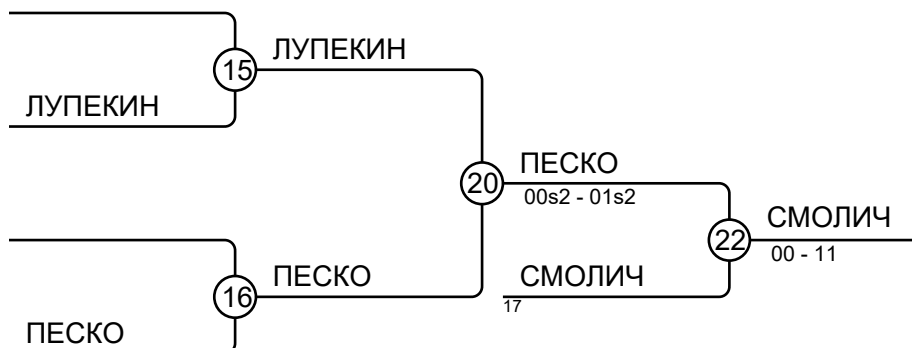 ЛУПЕКИН
15
ЛУПЕКИН
ПЕСКО
20
00s2 - 01s2
СМОЛИЧ
22
00 - 11
ПЕСКО
СМОЛИЧ
16
17
ПЕСКО